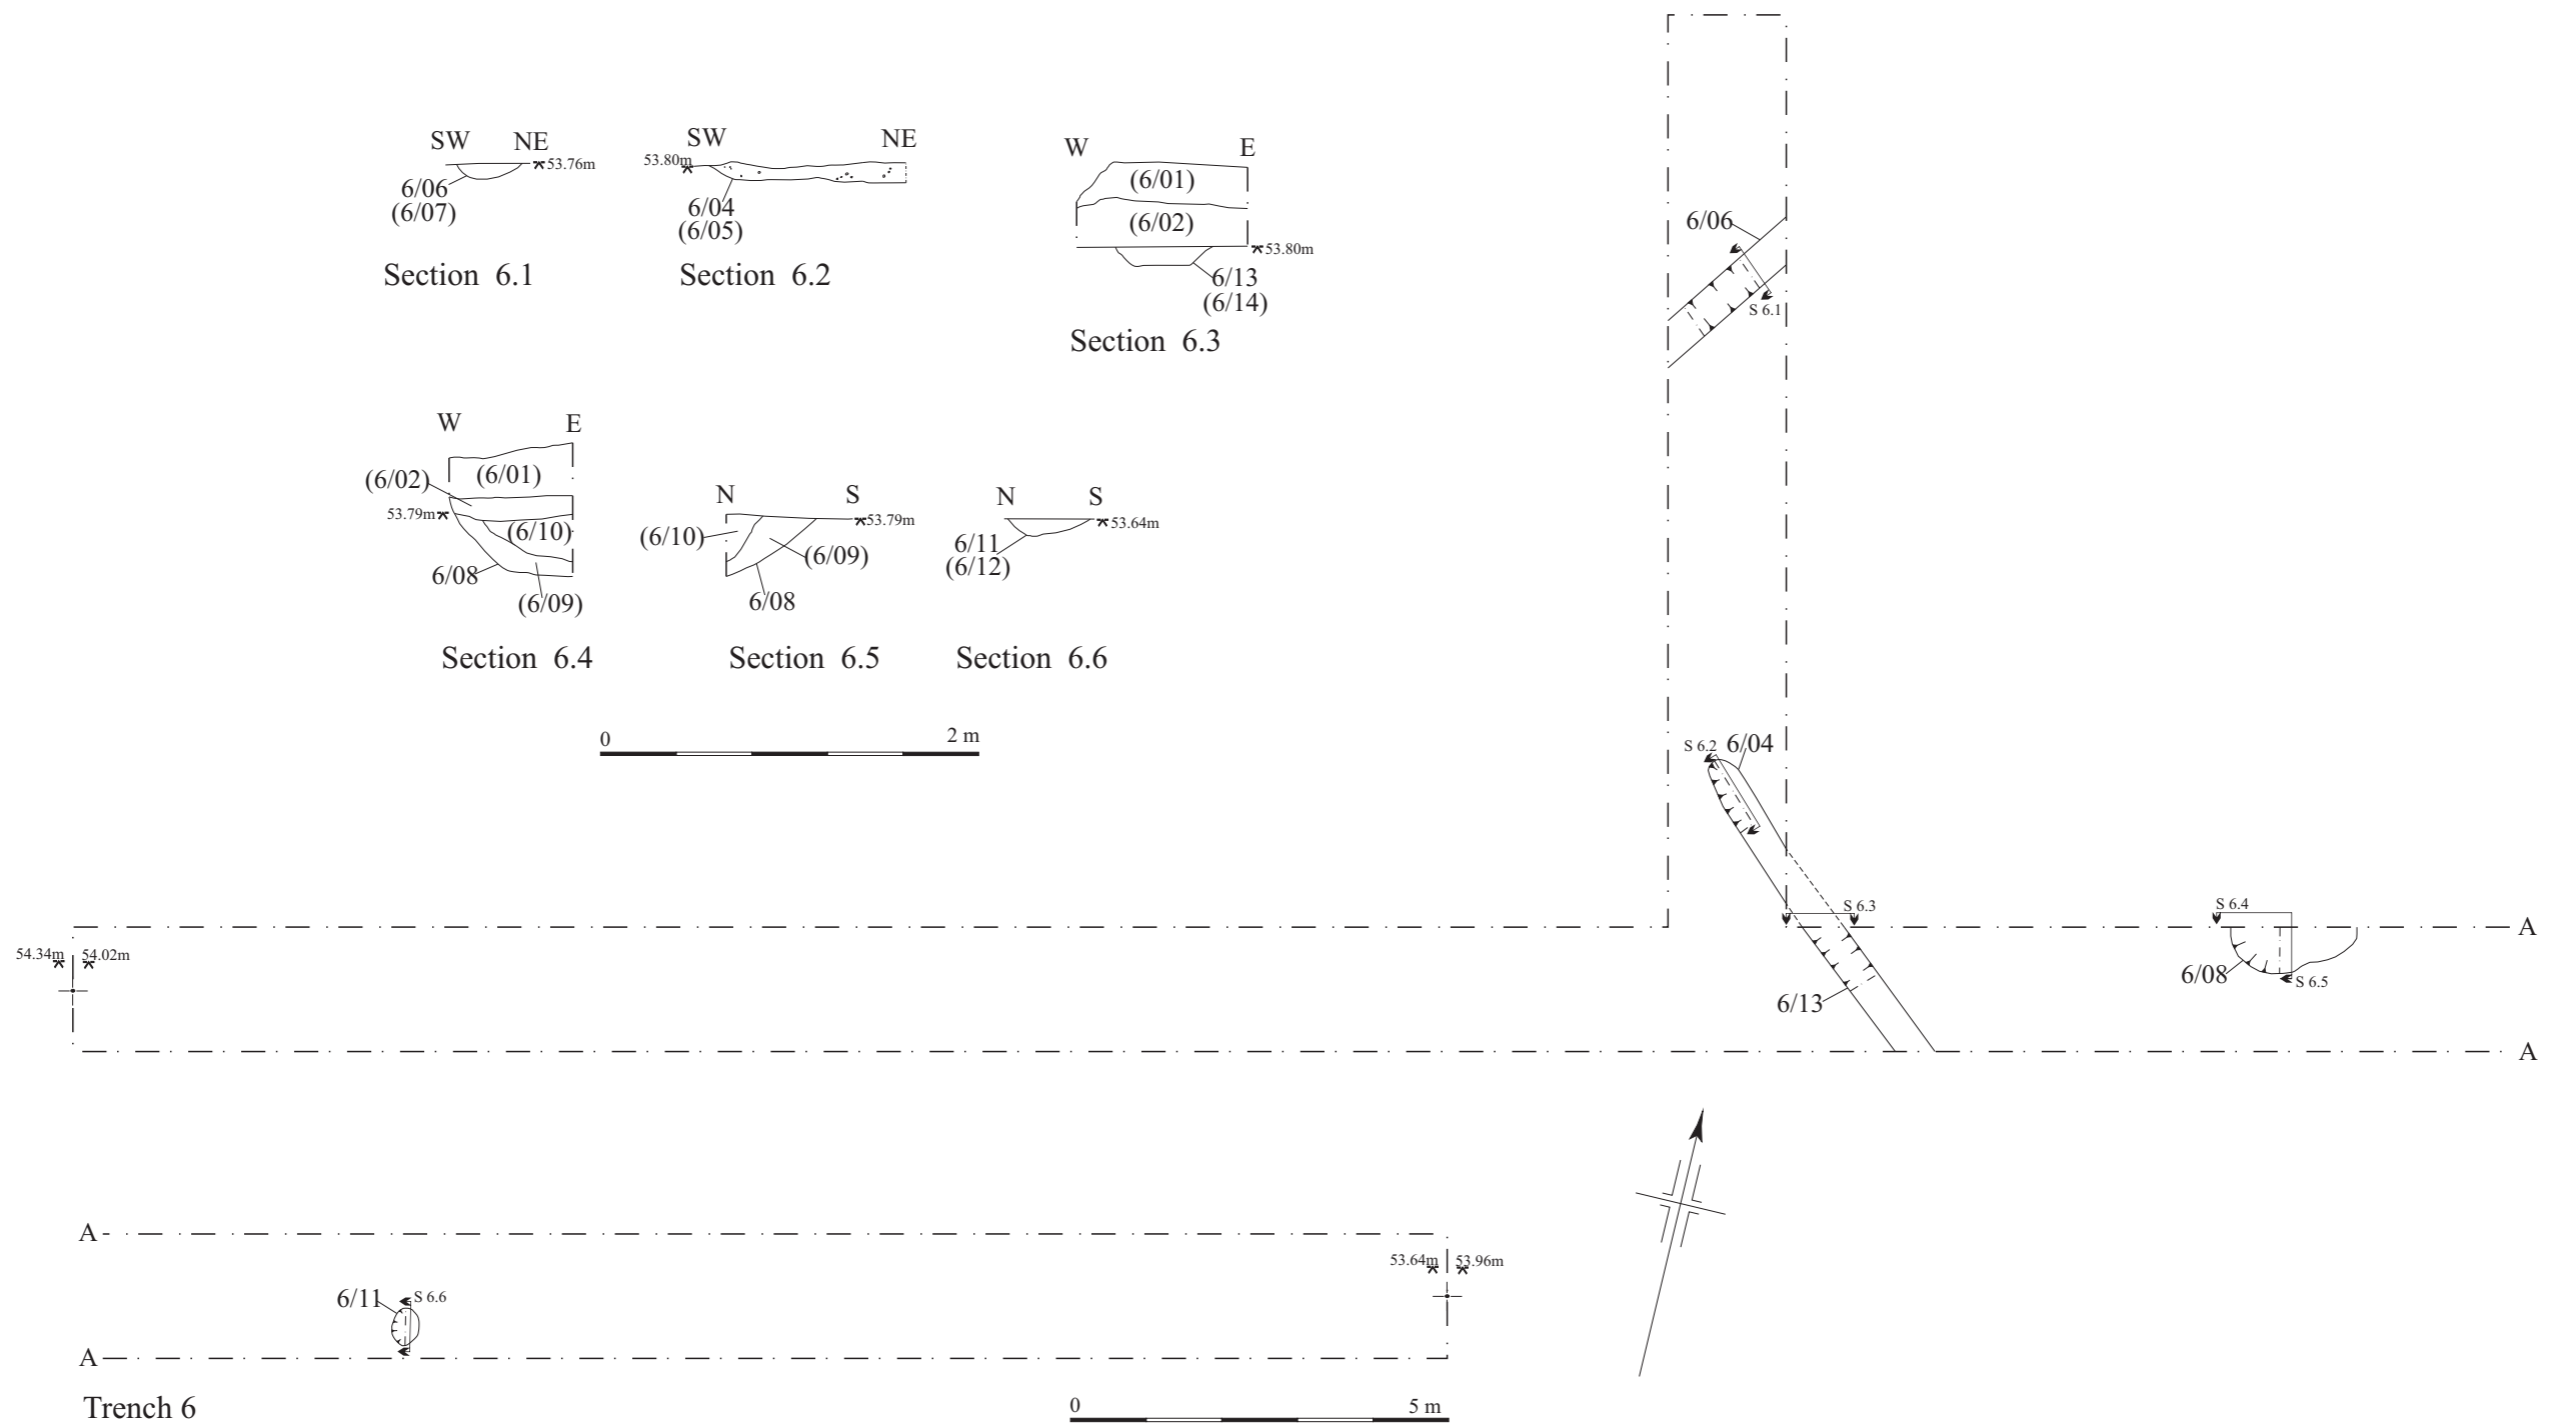 SW NE
53.76m
6/06
(6/07)
Section 6.1
SW NE
53.80m
6/04
(6/05)
Section 6.2
W E
(6/01)
(6/02)
53.80m
6/13
(6/14)
Section 6.3
W E
(6/02)
(6/01)
53.79m
(6/10)
6/08
(6/09)
Section 6.4
N S
53.79m
(6/10)
(6/09)
6/08
Section 6.5
N S
53.64m
6/11
(6/12)
Section 6.6
0 2 m
6/06
S 6.1
S 6.2 6/04
S 6.3
S 6.4
6/08
S 6.5
6/13
54.34m 54.02m
A
A
A
53.64m 53.96m
6/11 S 6.6
A
Trench 6
0 5 m